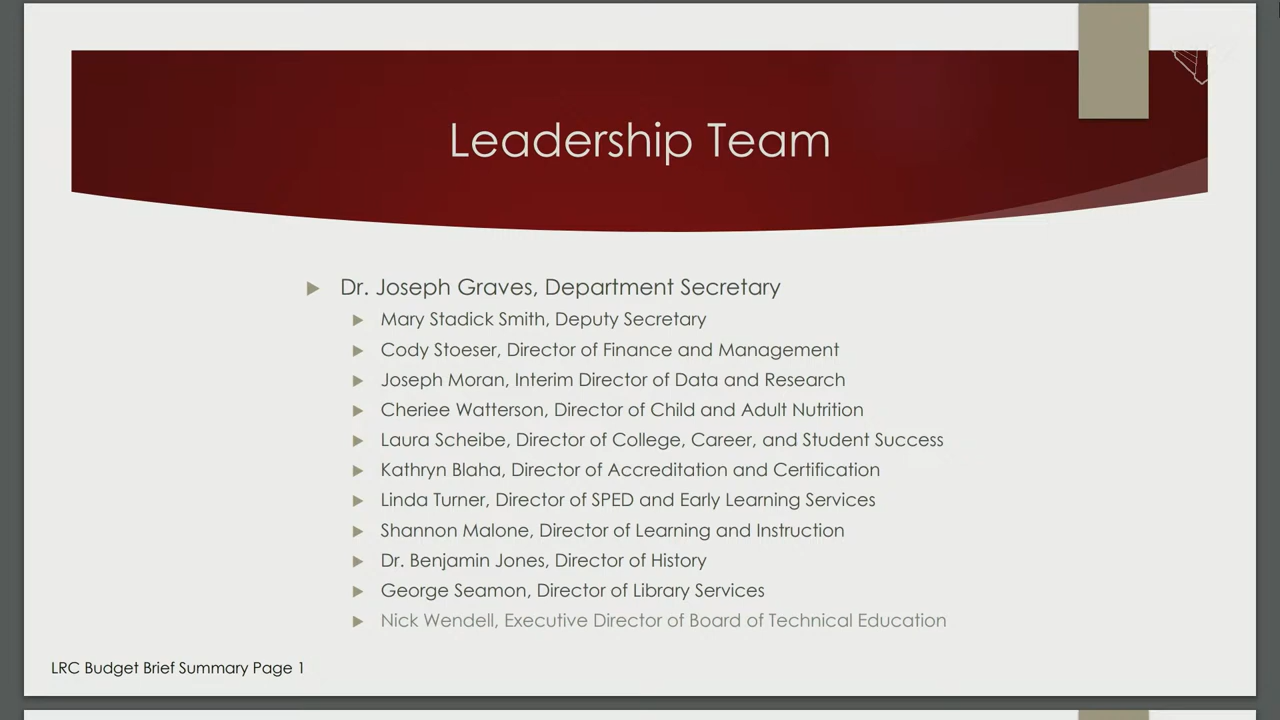 Leadership Team
Dr. Joseph Graves, Department Secretary
Mary Stadick Smith, Deputy Secretary
Cody Stoeser, Director of Finance and Management
Joseph Moran, Interim Director of Data and Research
Cheriee Watterson, Director of Child and Adult Nutrition
Laura Scheibe, Director of College, Career, and Student Success
Kathryn Blaha, Director of Accreditation and Certification
Linda Turner, Director of SPED and Early Learning Services
Shannon Malone, Director of Learning and Instruction
Dr. Benjamin Jones, Director of History
George Seamon, Director of Library Services
Nick Wendell, Executive Director of Board of Technical Education
LRC Budget Brief Summary Page 1